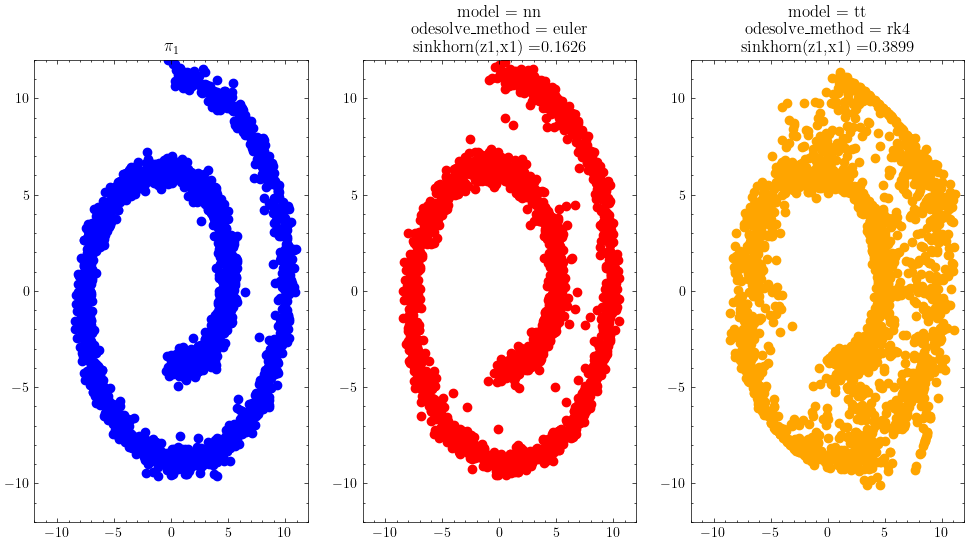 π₁
model = nn
odesolve_method = euler
sinkhorn(z1,x1) =0.1626
model = tt
odesolve_method = rk4
sinkhorn(z1,x1) =0.3899
10
5
0
−5
−10
−10 −5 0 5 10
10
5
0
−5
−10
−10 −5 0 5 10
10
5
0
−5
−10
−10 −5 0 5 10